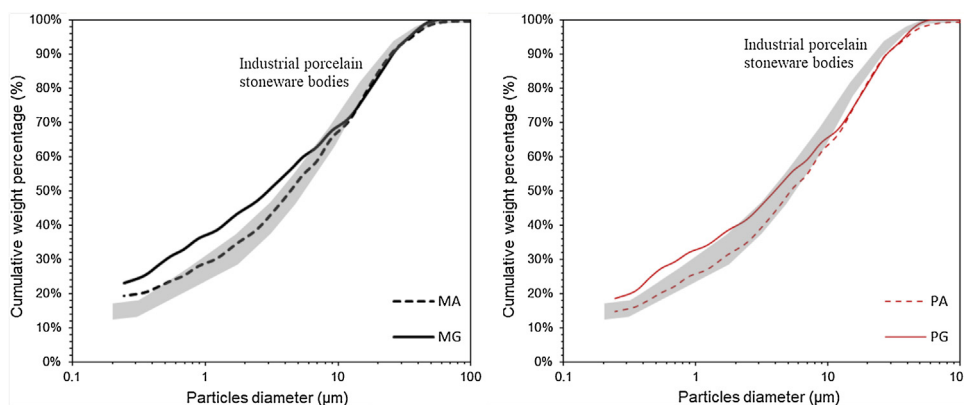 100%
90%
80%
70%
60%
50%
40%
30%
20%
10%
0%
Cumulative weight percentage (%)
Industrial porcelain
stoneware bodies
MA
MG
0.1
1
10
100
Particles diameter (µm)
100%
90%
80%
70%
60%
50%
40%
30%
20%
10%
0%
Cumulative weight percentage (%)
Industrial porcelain
stoneware bodies
PA
PG
0.1
1
10
10
Particles diameter (µm)